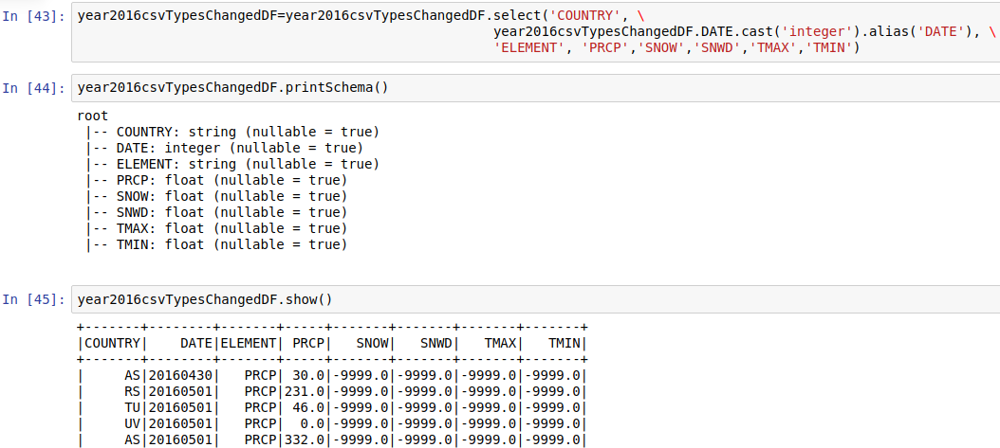 In [43]: year2016csvTypesChangedDF=year2016csvTypesChangedDF.select('COUNTRY', \
year2016csvTypesChangedDF.DATE.cast('integer').alias('DATE'), \
'ELEMENT', 'PRCP','SNOW','SNWD','TMAX','TMIN')
In [44]: year2016csvTypesChangedDF.printSchema()
root
 |-- COUNTRY: string (nullable = true)
 |-- DATE: integer (nullable = true)
 |-- ELEMENT: string (nullable = true)
 |-- PRCP: float (nullable = true)
 |-- SNOW: float (nullable = true)
 |-- SNWD: float (nullable = true)
 |-- TMAX: float (nullable = true)
 |-- TMIN: float (nullable = true)
In [45]: year2016csvTypesChangedDF.show()
+-------+--------+-------+-----+-------+-------+-------+-------+
|COUNTRY|    DATE|ELEMENT| PRCP|   SNOW|   SNWD|   TMAX|   TMIN|
+-------+--------+-------+-----+-------+-------+-------+-------+
|     AS|20160430|   PRCP| 30.0|-9999.0|-9999.0|-9999.0|-9999.0|
|     RS|20160501|   PRCP|231.0|-9999.0|-9999.0|-9999.0|-9999.0|
|     TU|20160501|   PRCP| 46.0|-9999.0|-9999.0|-9999.0|-9999.0|
|     UV|20160501|   PRCP|  0.0|-9999.0|-9999.0|-9999.0|-9999.0|
|     AS|20160501|   PRCP|332.0|-9999.0|-9999.0|-9999.0|-9999.0|